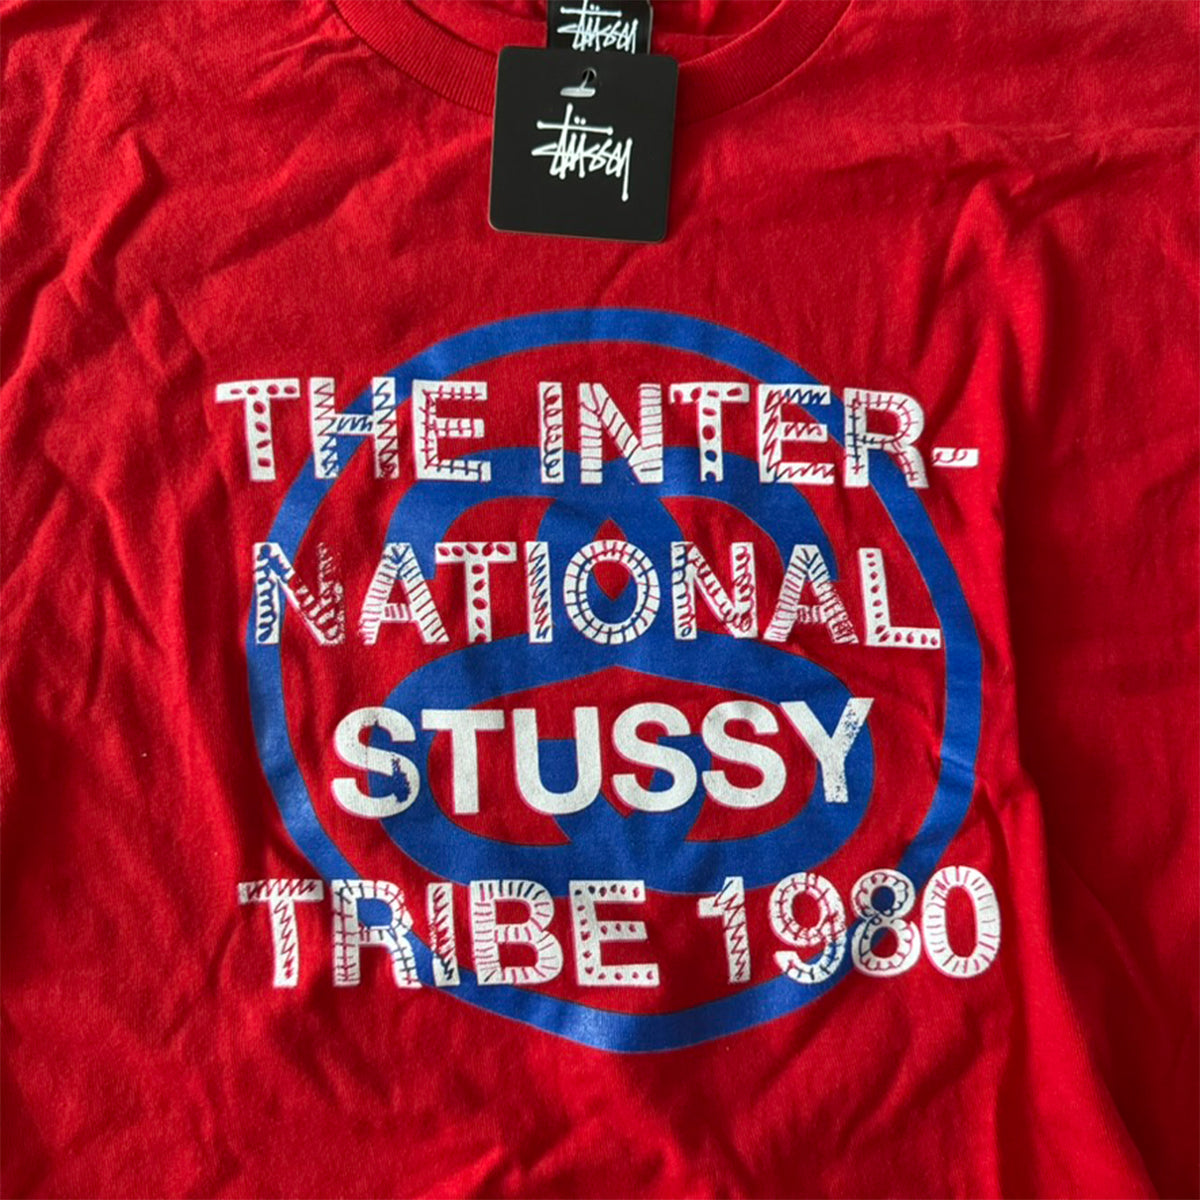 Stüssy
Stüssy
THE INTER-
NATIONAL
STUSSY
TRIBE 1980